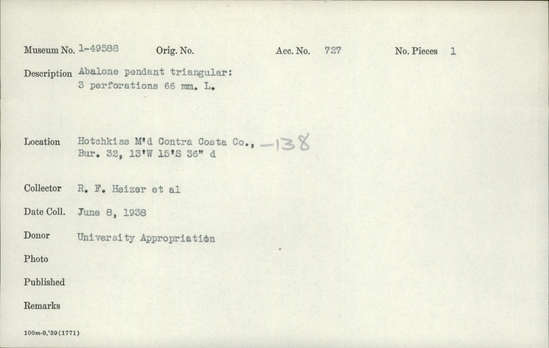 Museum No. 1-49588 Orig. No. Acc. No. 727 No. Pieces 1
Description Abalone pendant triangular:
3 perforations 66 mm. L.
Location Hotchkiss M'd Contra Costa Co., -138
Bur. 32, 13'W 15'S 36" d
Collector R. F. Heizer et al
Date Coll. June 8, 1938
Donor University Appropriation
Photo
Published
Remarks
100m-9,'39(1771)